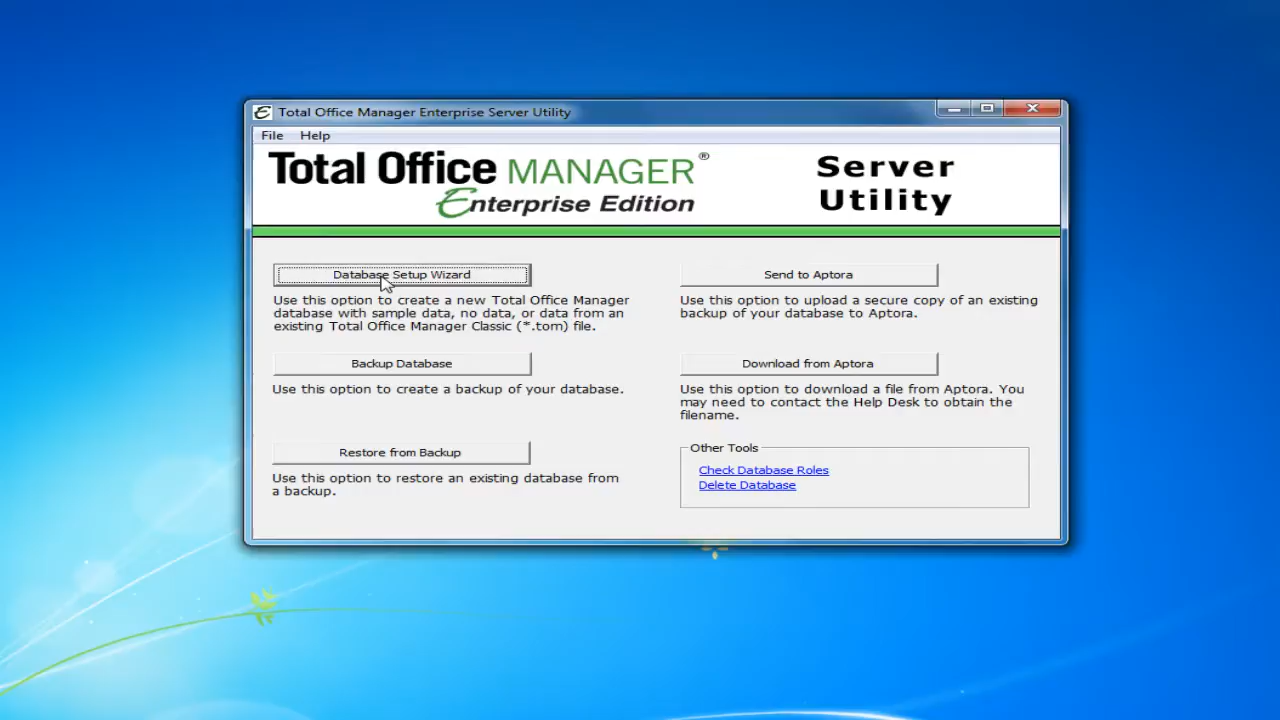 Total Office Manager Enterprise Server Utility
File Help
Total Office MANAGER®
Enterprise Edition
Server
Utility
Database Setup Wizard
Use this option to create a new Total Office Manager
database with sample data, no data, or data from an
existing Total Office Manager Classic (*.tom) file.
Backup Database
Use this option to create a backup of your database.
Restore from Backup
Use this option to restore an existing database from
a backup.
Send to Aptora
Use this option to upload a secure copy of an existing
backup of your database to Aptora.
Download from Aptora
Use this option to download a file from Aptora. You
may need to contact the Help Desk to obtain the
filename.
Other Tools
Check Database Roles
Delete Database